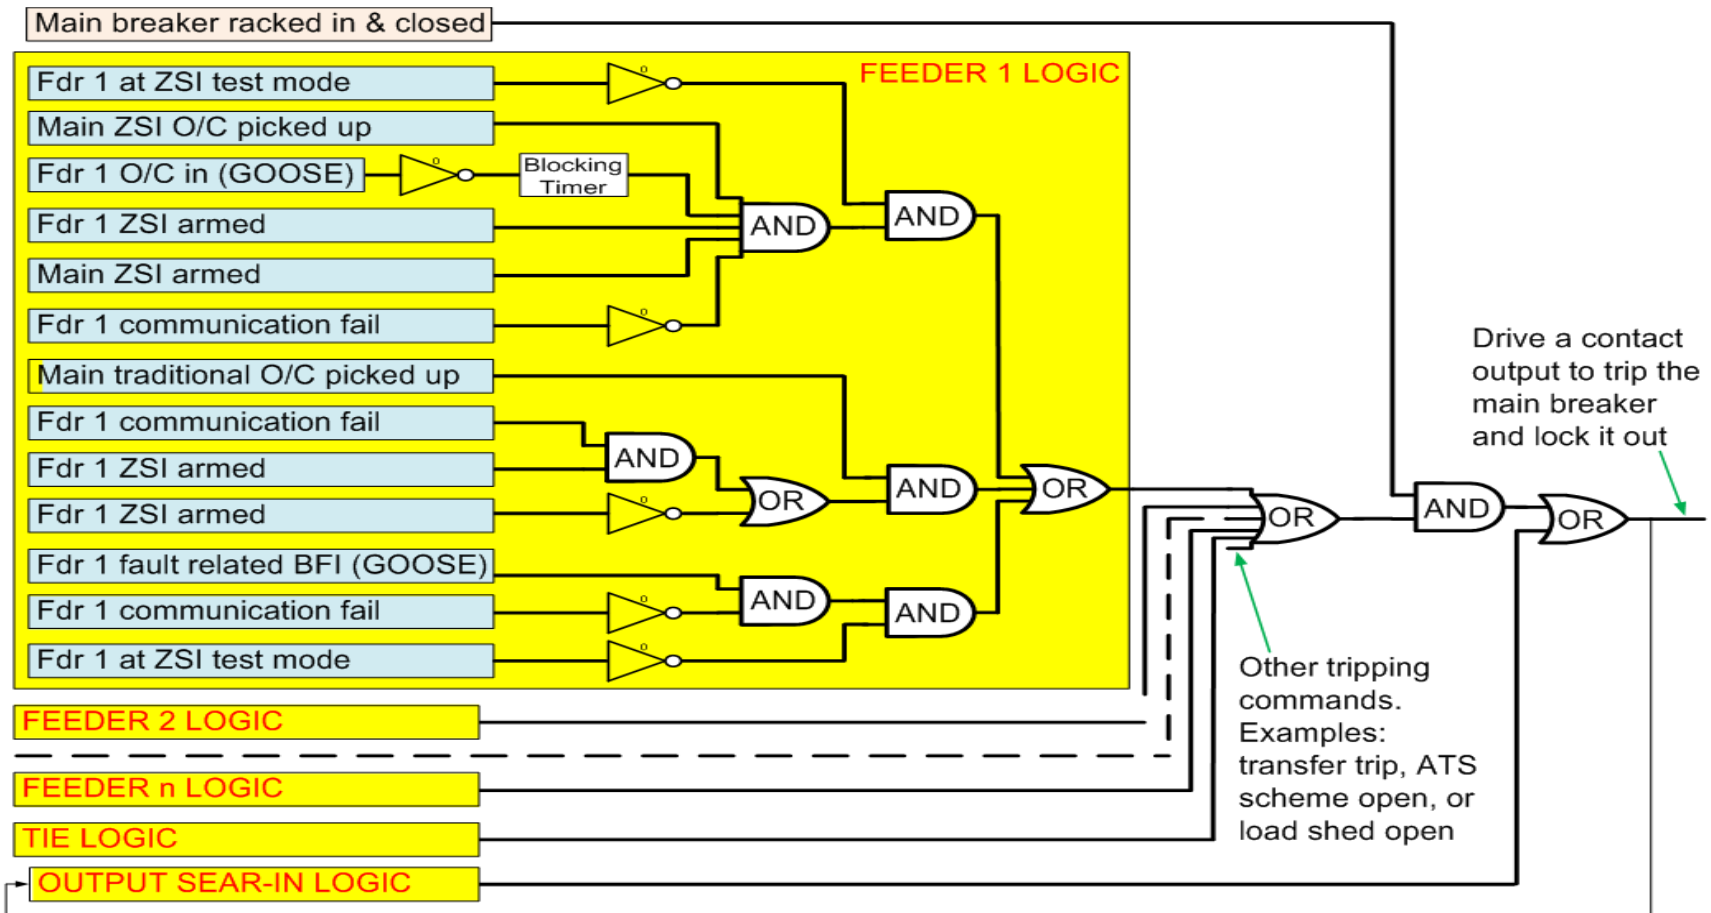 Main breaker racked in & closed
FEEDER 1 LOGIC
Fdr 1 at ZSI test mode
o
Main ZSI O/C picked up
Fdr 1 O/C in (GOOSE)
o
Blocking
Timer
Fdr 1 ZSI armed
AND
AND
Main ZSI armed
Fdr 1 communication fail
o
Main traditional O/C picked up
Fdr 1 communication fail
Fdr 1 ZSI armed
AND
Fdr 1 ZSI armed
o
OR
AND
OR
Fdr 1 fault related BFI (GOOSE)
Fdr 1 communication fail
o
AND
AND
Fdr 1 at ZSI test mode
o
OR
AND
OR
Drive a contact
output to trip the
main breaker
and lock it out
Other tripping
commands.
Examples:
transfer trip, ATS
scheme open, or
load shed open
FEEDER 2 LOGIC
FEEDER n LOGIC
TIE LOGIC
OUTPUT SEAR-IN LOGIC